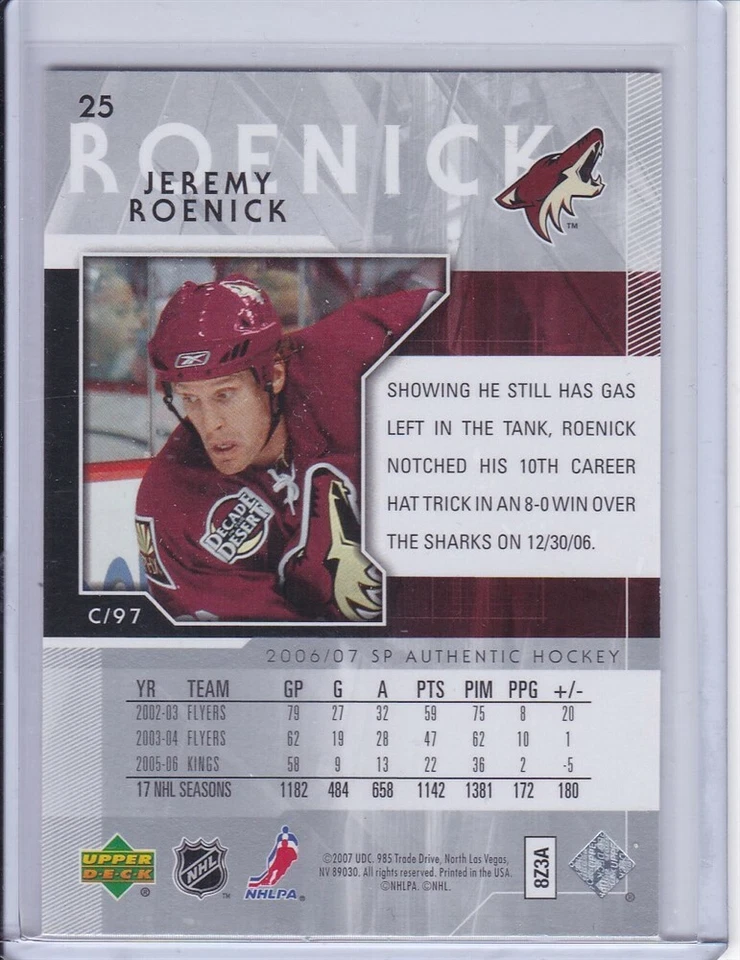 25
ROENICK
JEREMY
ROENICK
TM
DECADE
IN THE
DESERT
SHOWING HE STILL HAS GAS
LEFT IN THE TANK, ROENICK
NOTCHED HIS 10TH CAREER
HAT TRICK IN AN 8-0 WIN OVER
THE SHARKS ON 12/30/06.
C/97
2006/07 SP AUTHENTIC HOCKEY
YR TEAM GP G A PTS PIM PPG +/-
2002-03 FLYERS 79 27 32 59 75 8 20
2003-04 FLYERS 62 19 28 47 62 10 1
2005-06 KINGS 58 9 13 22 36 2 -5
17 NHL SEASONS 1182 484 658 1142 1381 172 180
UPPER
D·E·C·K
®
NHL
TM
NHLPA.
®
©2007 UDC. 985 Trade Drive, North Las Vegas,
NV 89030. All rights reserved. Printed in the USA.
©NHLPA. ©NHL.
8Z3A
®